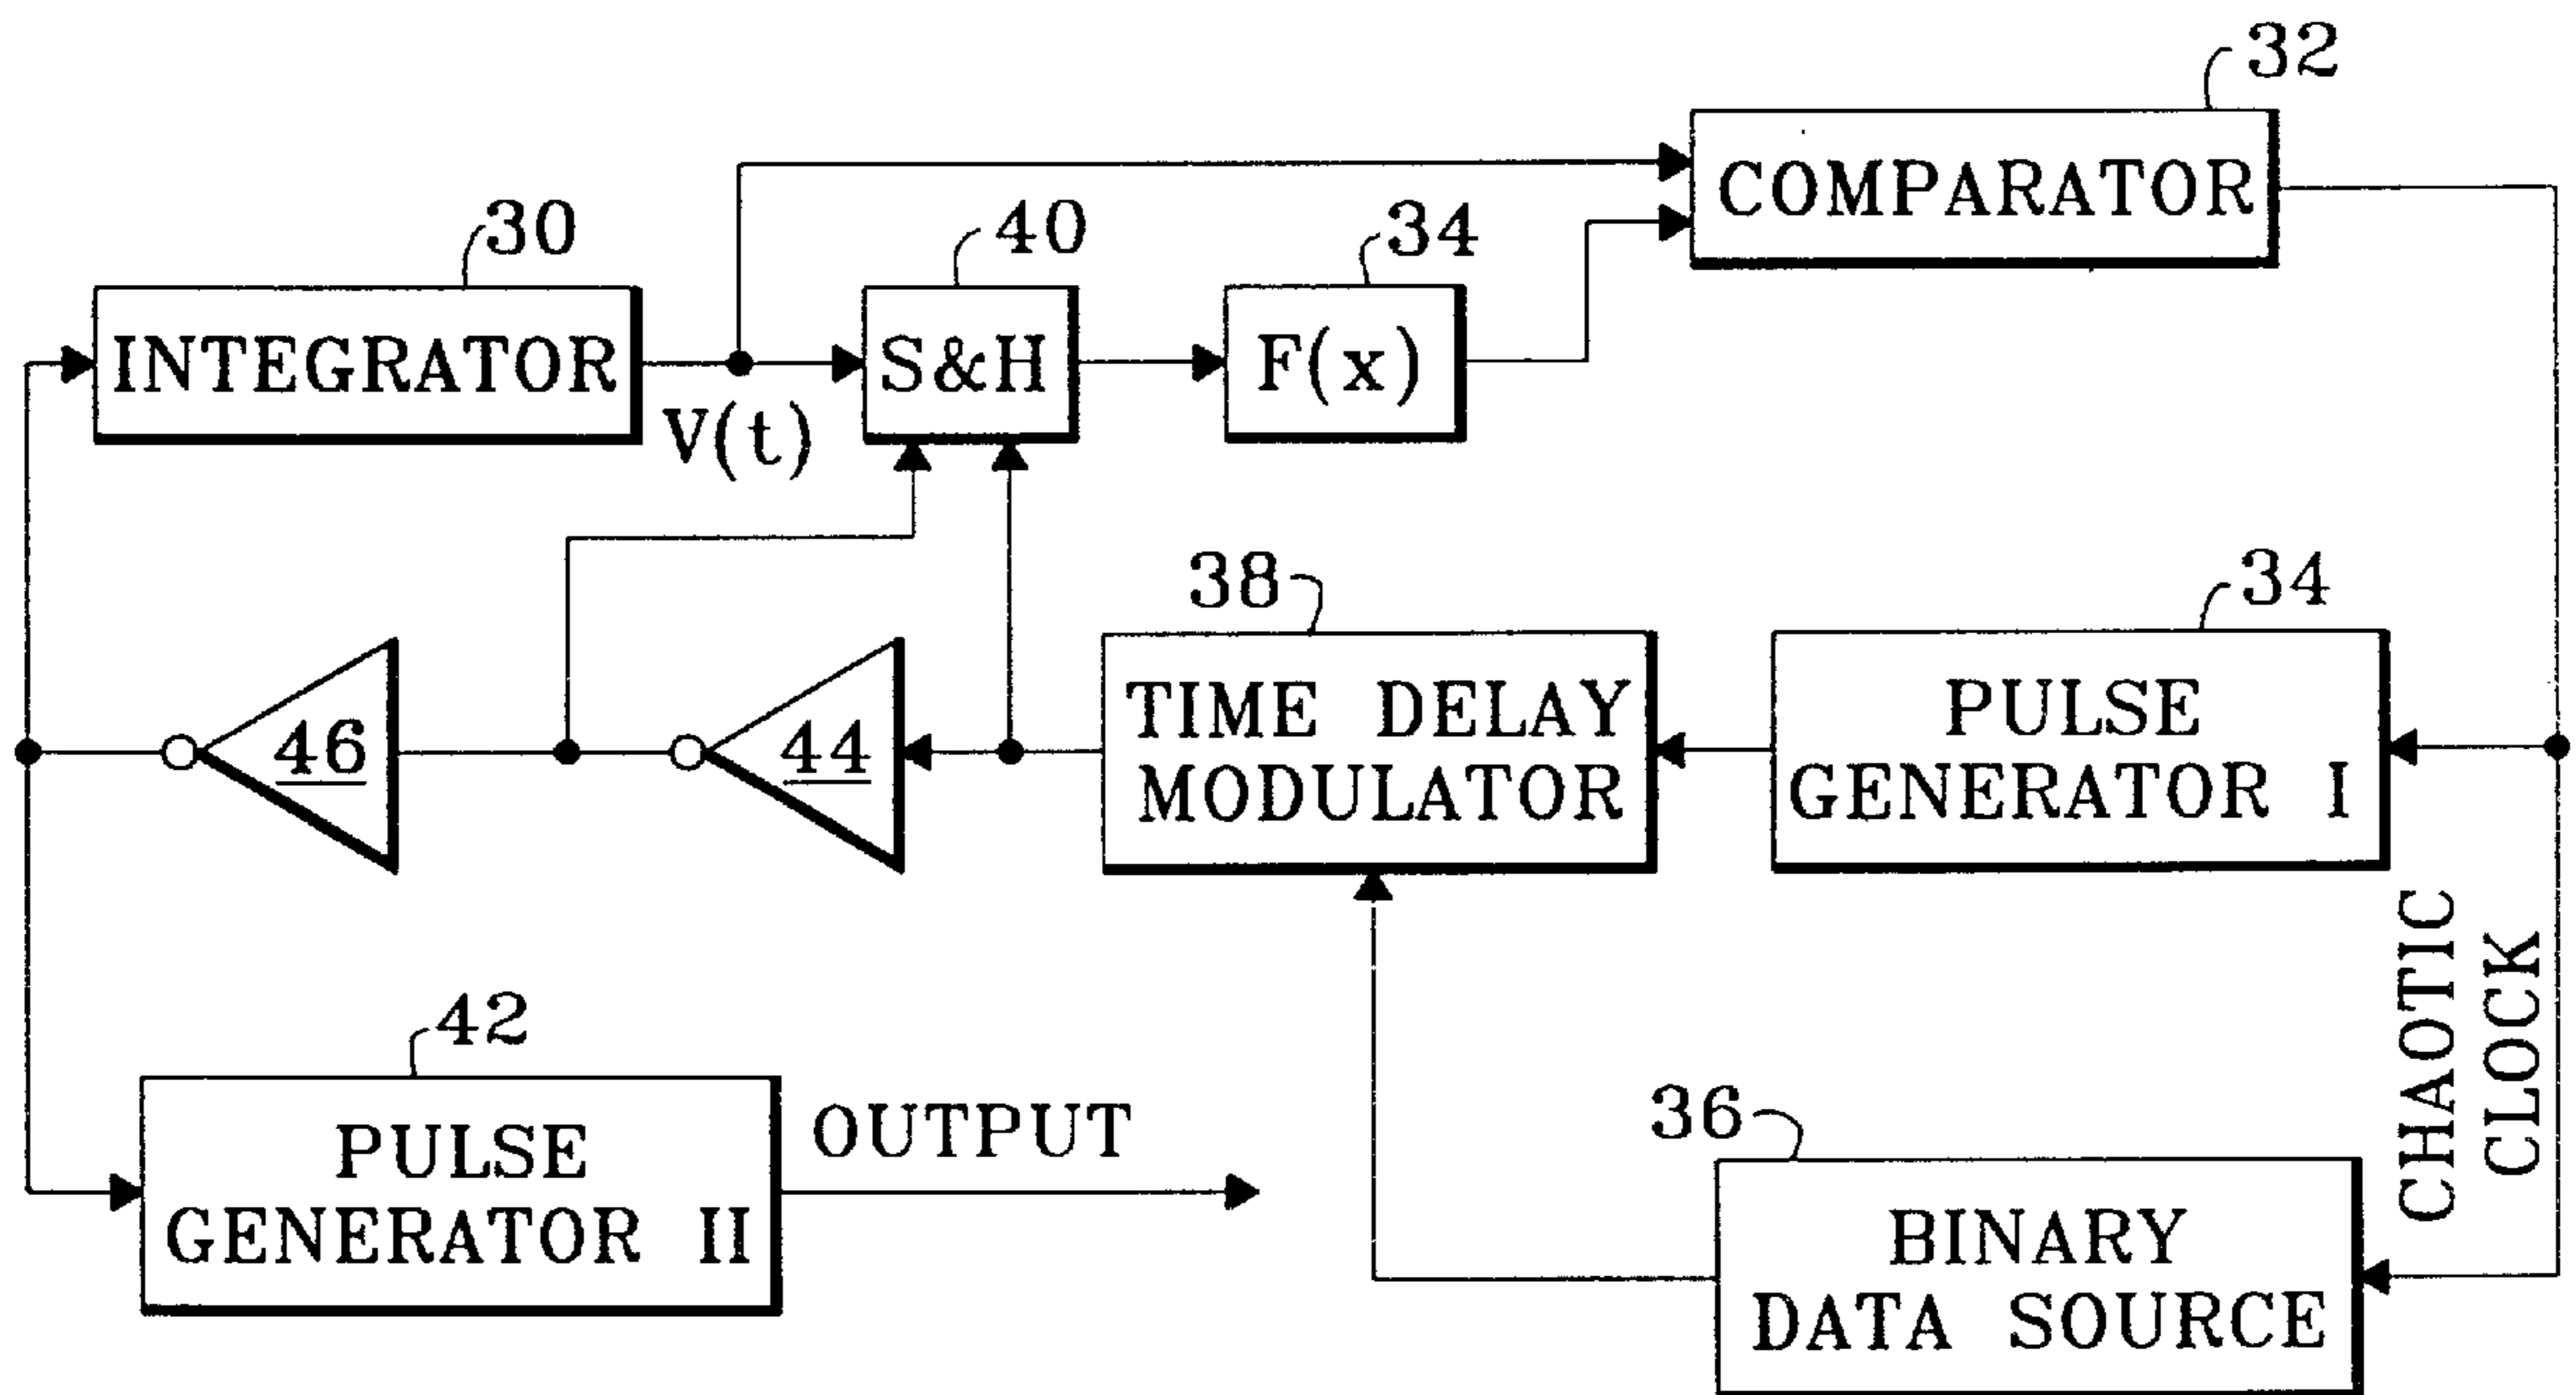 32
COMPARATOR
30
40
34
INTEGRATOR
S&H
F(x)
V(t)
38
34
46
44
TIME DELAY
MODULATOR
PULSE
GENERATOR I
CHAOTIC
CLOCK
42
PULSE
GENERATOR II
OUTPUT
36
BINARY
DATA SOURCE